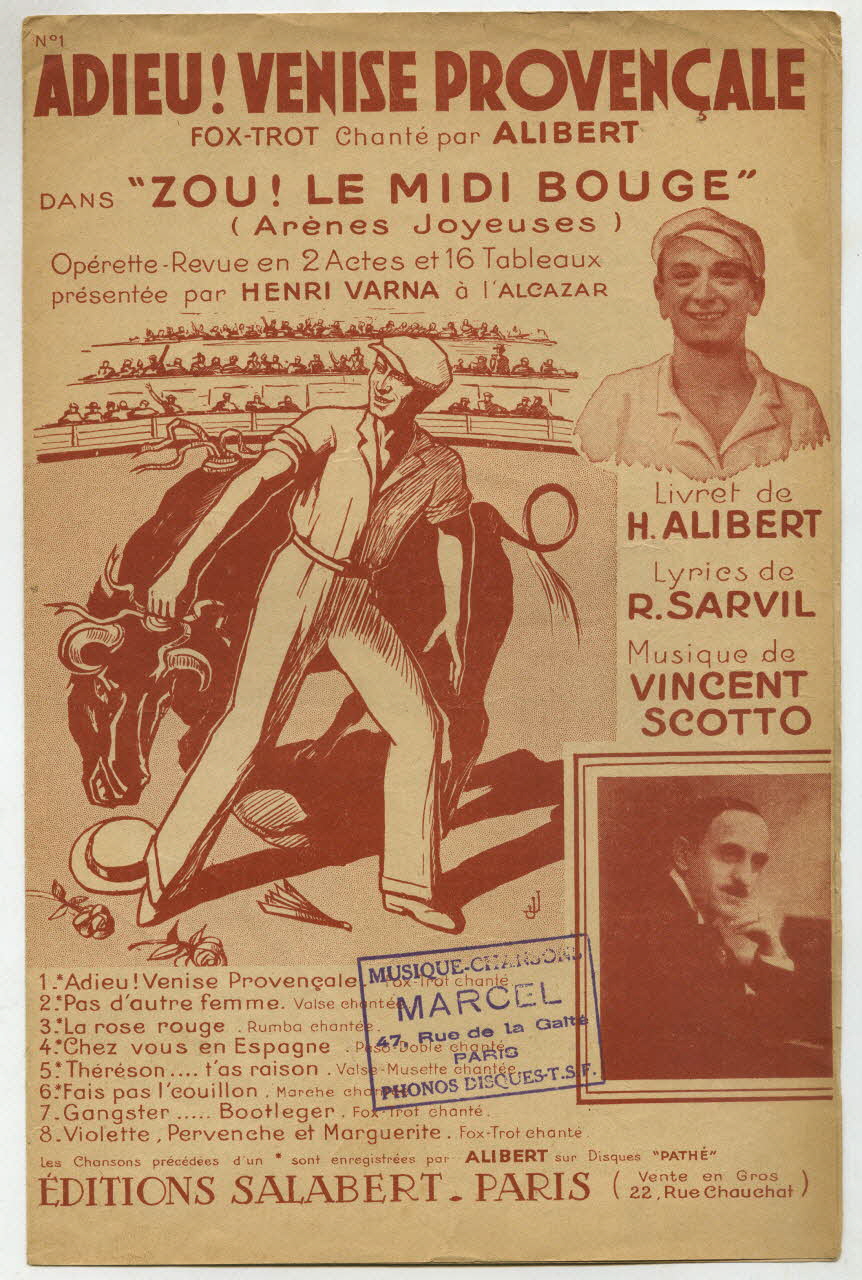 N°1
ADIEU! VENISE PROVENÇALE
FOX-TROT Chanté par ALIBERT
DANS "ZOU! LE MIDI BOUGE"
(Arènes Joyeuses)
Opérette-Revue en 2 Actes et 16 Tableaux
présentée par HENRI VARNA à l'ALCAZAR
Livret de
H. ALIBERT
Lyrics de
R. SARVIL
Musique de
VINCENT
SCOTTO
JJ
1.*Adieu! Venise Provençale. Fox-Trot chanté.
2.*Pas d'autre femme. Valse chantée
3.*La rose rouge. Rumba chantée.
4.*Chez vous en Espagne. Paso-Doble chanté
5.*Théréson.... t'as raison. Valse-Musette chantée
6.*Fais pas l'couillon. Marche chantée
7. Gangster ..... Bootleger. Fox-Trot chanté.
8. Violette, Pervenche et Marguerite. Fox-Trot chanté
MUSIQUE-CHANSONS
MARCEL
47, Rue de la Gaîté
PARIS
PHONOS DISQUES-T.S.F.
Les Chansons précédées d'un * sont enregistrées par ALIBERT sur Disques "PATHÉ"
ÉDITIONS SALABERT. PARIS (Vente en Gros
22, Rue Chauchat)